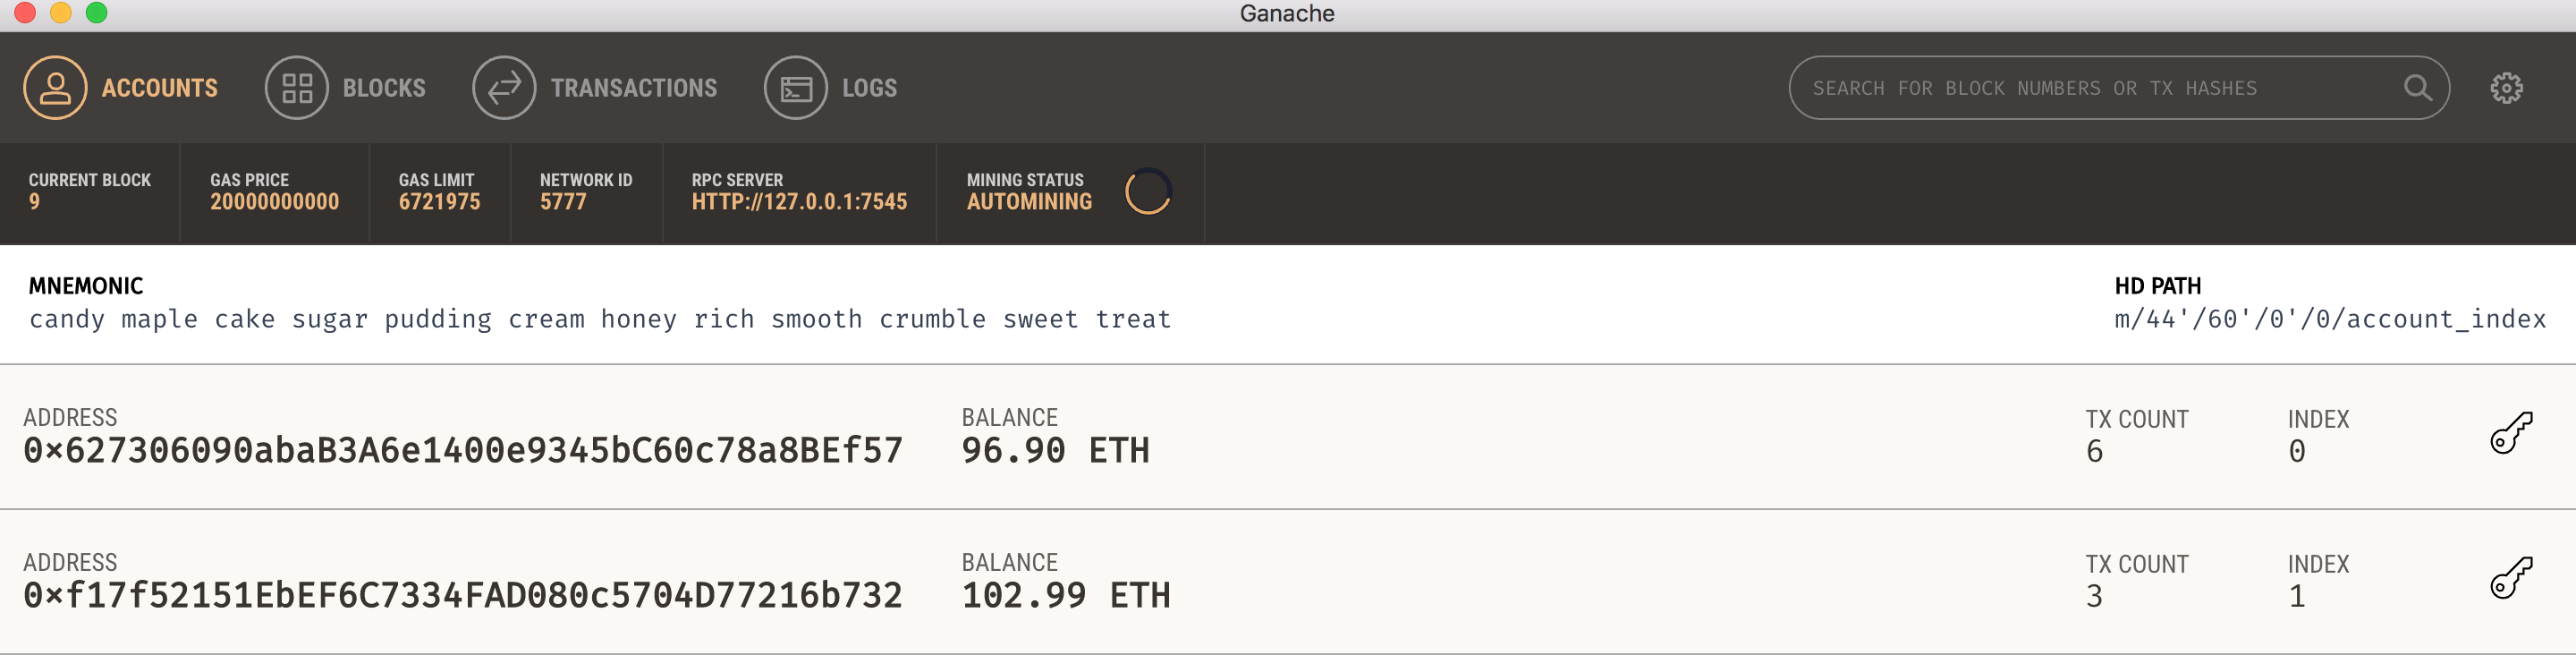 Ganache
ACCOUNTS BLOCKS TRANSACTIONS LOGS SEARCH FOR BLOCK NUMBERS OR TX HASHES
CURRENT BLOCK GAS PRICE GAS LIMIT NETWORK ID RPC SERVER MINING STATUS
9 20000000000 6721975 5777 HTTP://127.0.0.1:7545 AUTOMINING
MNEMONIC HD PATH
candy maple cake sugar pudding cream honey rich smooth crumble sweet treat m/44'/60'/0'/0/account_index
ADDRESS BALANCE TX COUNT INDEX
0×627306090abaB3A6e1400e9345bC60c78a8BEf57 96.90 ETH 6 0
ADDRESS BALANCE TX COUNT INDEX
0×f17f52151EbEF6C7334FAD080c5704D77216b732 102.99 ETH 3 1